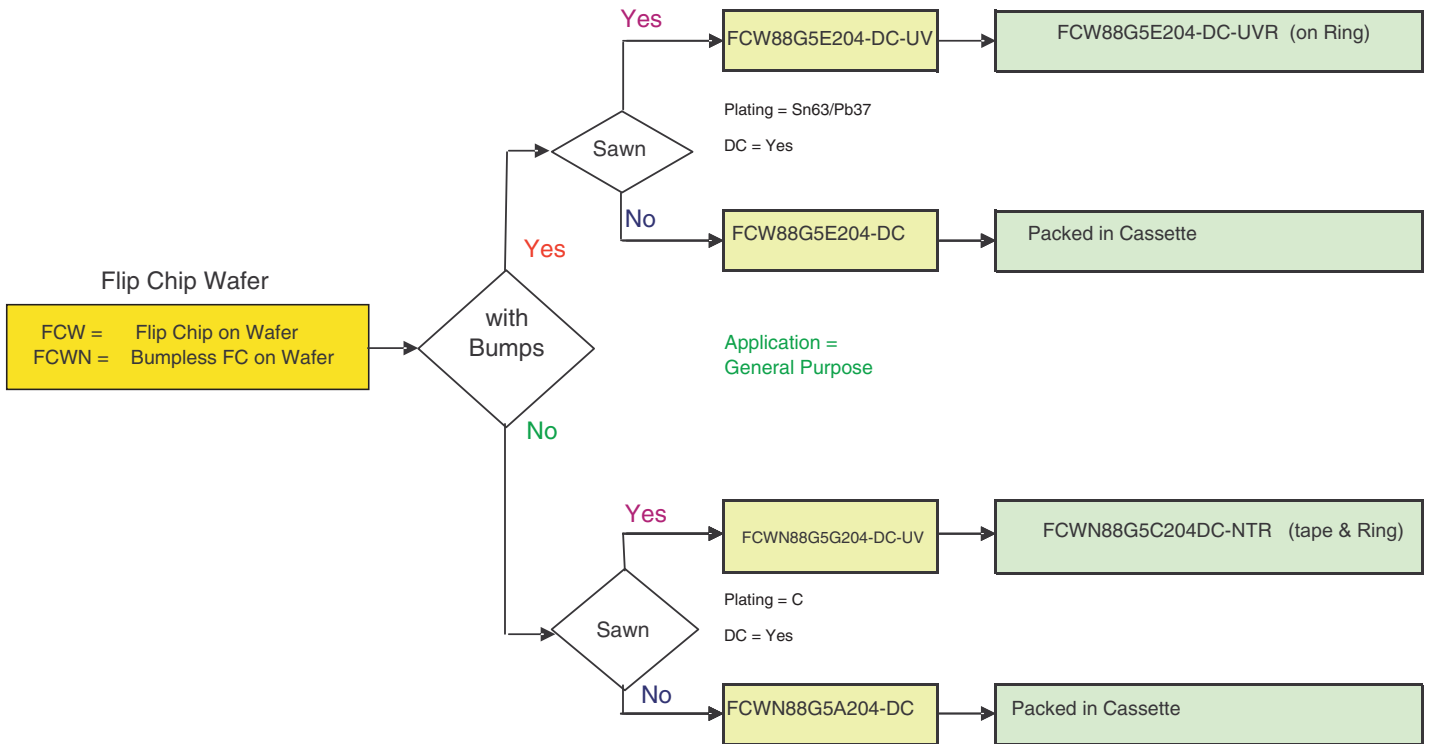 Yes
FCW88G5E204-DC-UV
FCW88G5E204-DC-UVR (on Ring)
Plating = Sn63/Pb37
Sawn
DC = Yes
No
FCW88G5E204-DC
Packed in Cassette
Yes
Flip Chip Wafer
FCW = Flip Chip on Wafer
FCWN = Bumpless FC on Wafer
with
Bumps
Application =
General Purpose
No
Yes
FCWN88G5G204-DC-UV
FCWN88G5C204DC-NTR (tape & Ring)
Plating = C
Sawn
DC = Yes
No
FCWN88G5A204-DC
Packed in Cassette